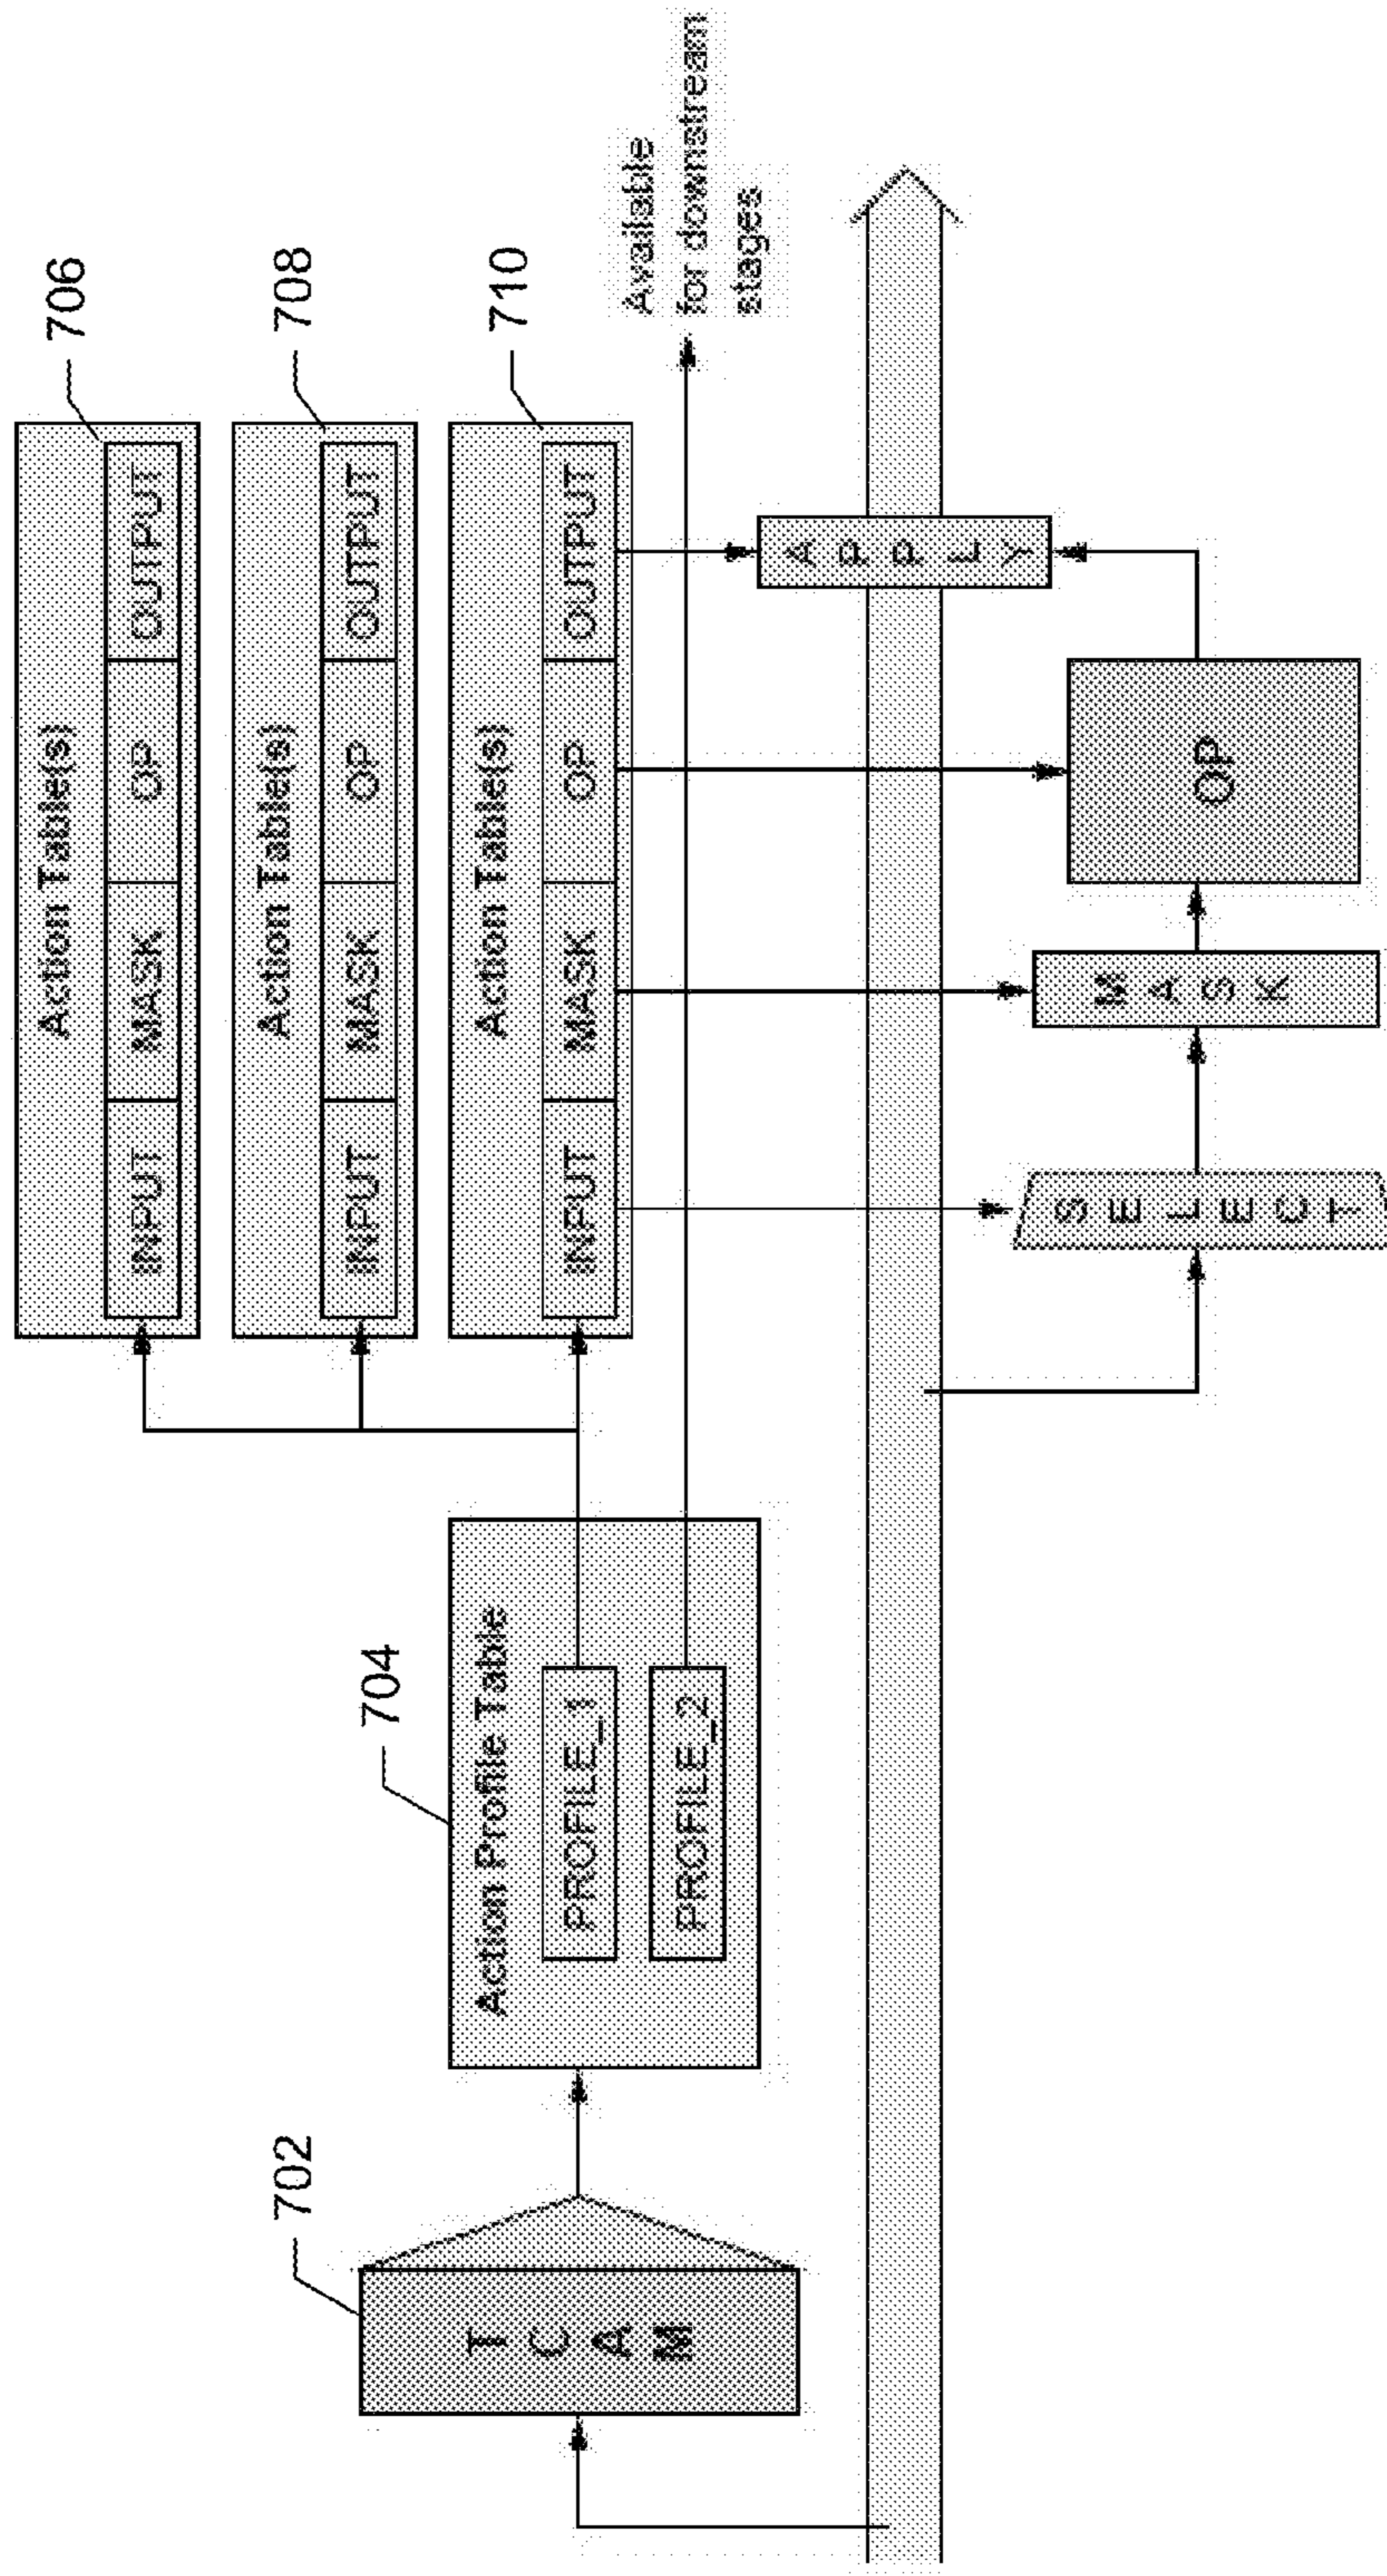 706
Action Table(s)
INPUT MASK OP OUTPUT
708
Action Table(s)
INPUT MASK OP OUTPUT
710
Action Table(s)
INPUT MASK OP OUTPUT
702
TCAM
704
Action Profile Table
PROFILE_1
PROFILE_2
Available
for downstream
stages
APPLY
SELECT
MASK
OP